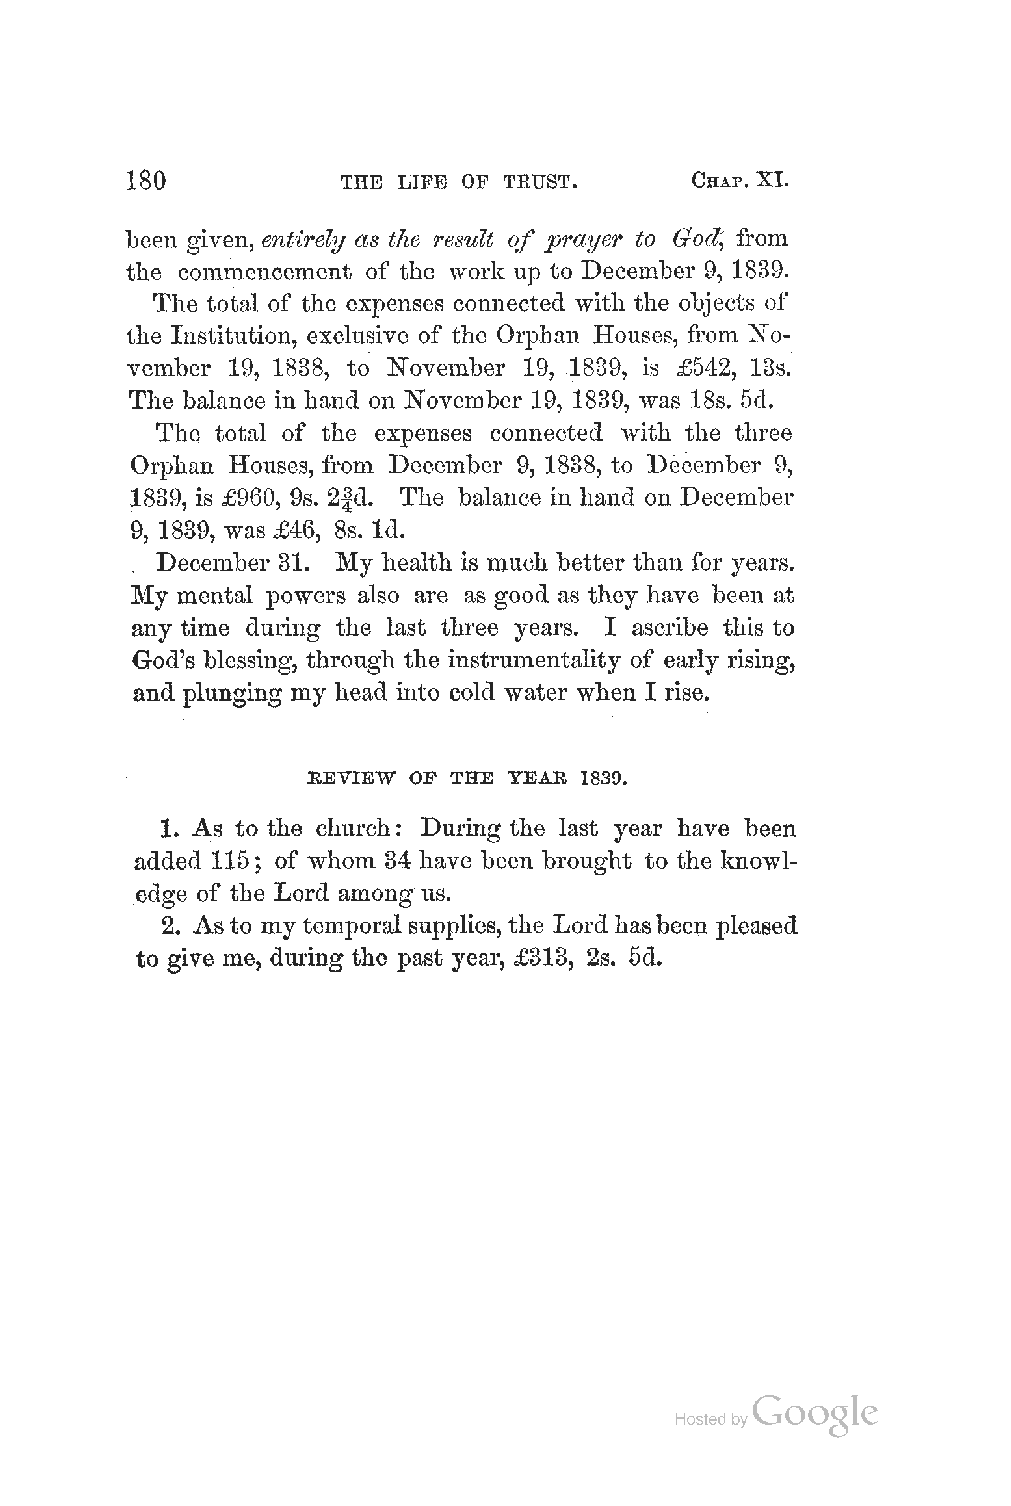 180 THE LIFE OF TRUST. CHAP. XI.
been given, entirely as the result of prayer to God, from
the commencement of the work up to December 9, 1839.
The total of the expenses connected with the objects of
the Institution, exclusive of the Orphan Houses, from No-
vember 19, 1838, to November 19, 1839, is £542, 13s.
The balance in hand on November 19, 1839, was 18s. 5d.
The total of the expenses connected with the three
Orphan Houses, from December 9, 1838, to December 9,
1839, is £960, 9s. 2¾d. The balance in hand on December
9, 1839, was £46, 8s. 1d.
December 31. My health is much better than for years.
My mental powers also are as good as they have been at
any time during the last three years. I ascribe this to
God's blessing, through the instrumentality of early rising,
and plunging my head into cold water when I rise.
REVIEW OF THE YEAR 1839.
1. As to the church: During the last year have been
added 115; of whom 34 have been brought to the knowl-
edge of the Lord among us.
2. As to my temporal supplies, the Lord has been pleased
to give me, during the past year, £313, 2s. 5d.
Hosted by Google